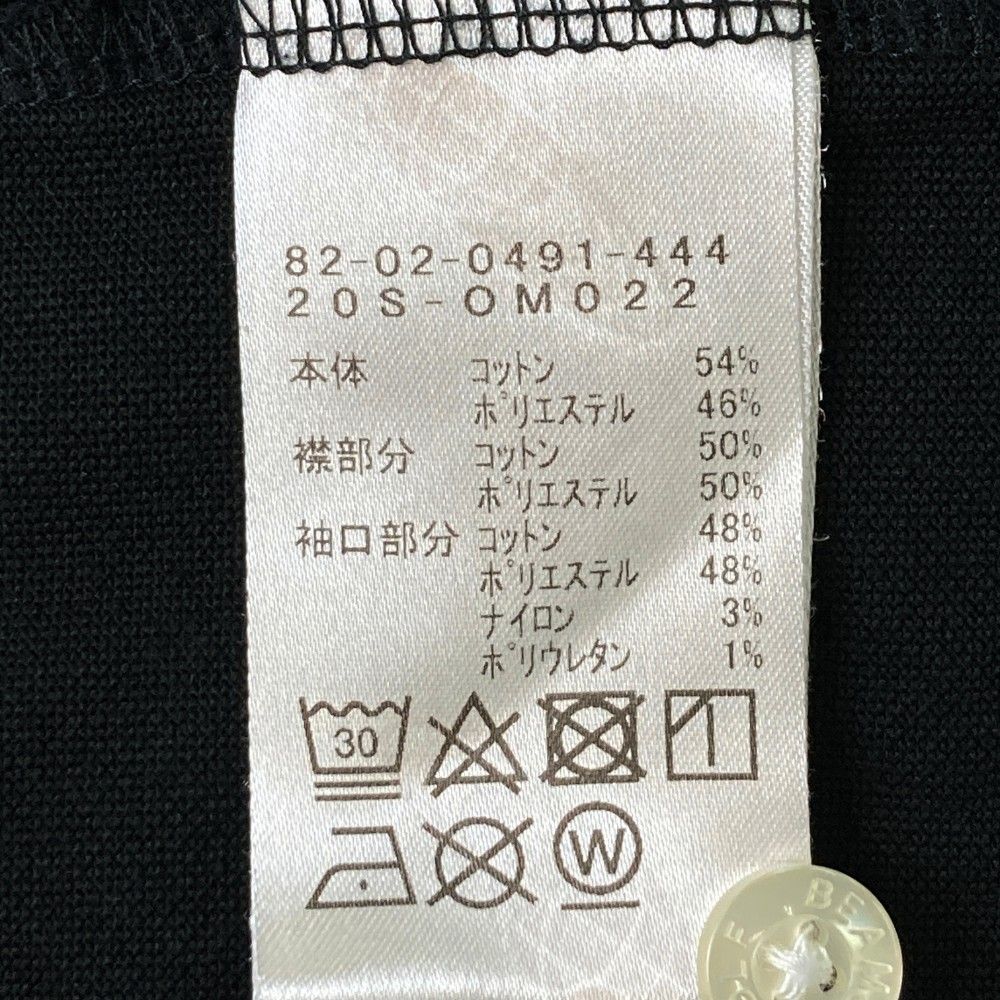 82-02-0491-444
20S-OM022
本体 コットン 54%
ポリエステル 46%
襟部分 コットン 50%
ポリエステル 50%
袖口部分 コットン 48%
ポリエステル 48%
ナイロン 3%
ポリウレタン 1%
30
W
BEAM